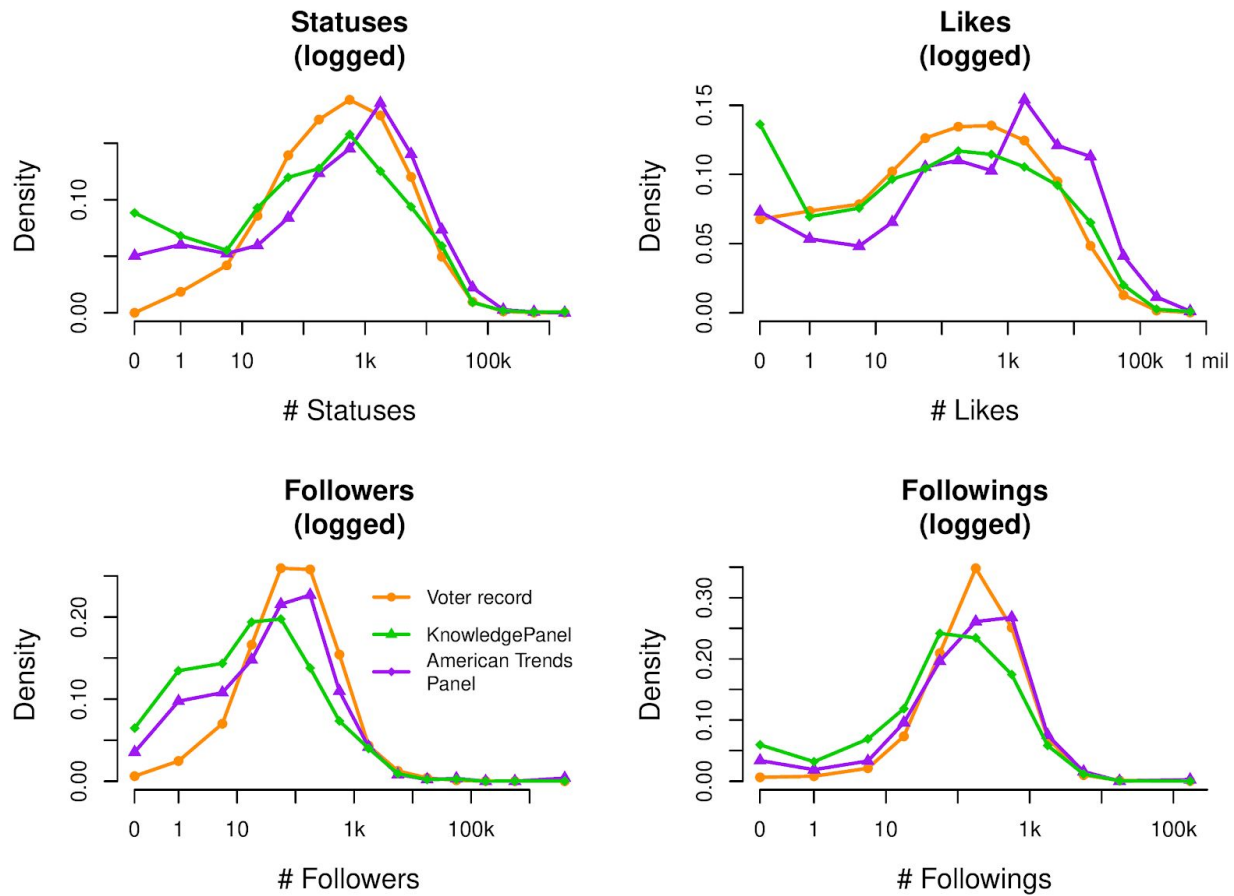 Statuses
(logged)
Density
0.00
0.10
0
1
10
1k
100k
# Statuses
Likes
(logged)
Density
0.00
0.05
0.10
0.15
0
1
10
1k
100k
1 mil
# Likes
Followers
(logged)
Density
0.00
0.10
0.20
Voter record
KnowledgePanel
American Trends
Panel
0
1
10
1k
100k
# Followers
Followings
(logged)
Density
0.00
0.10
0.20
0.30
0
1
10
1k
100k
# Followings